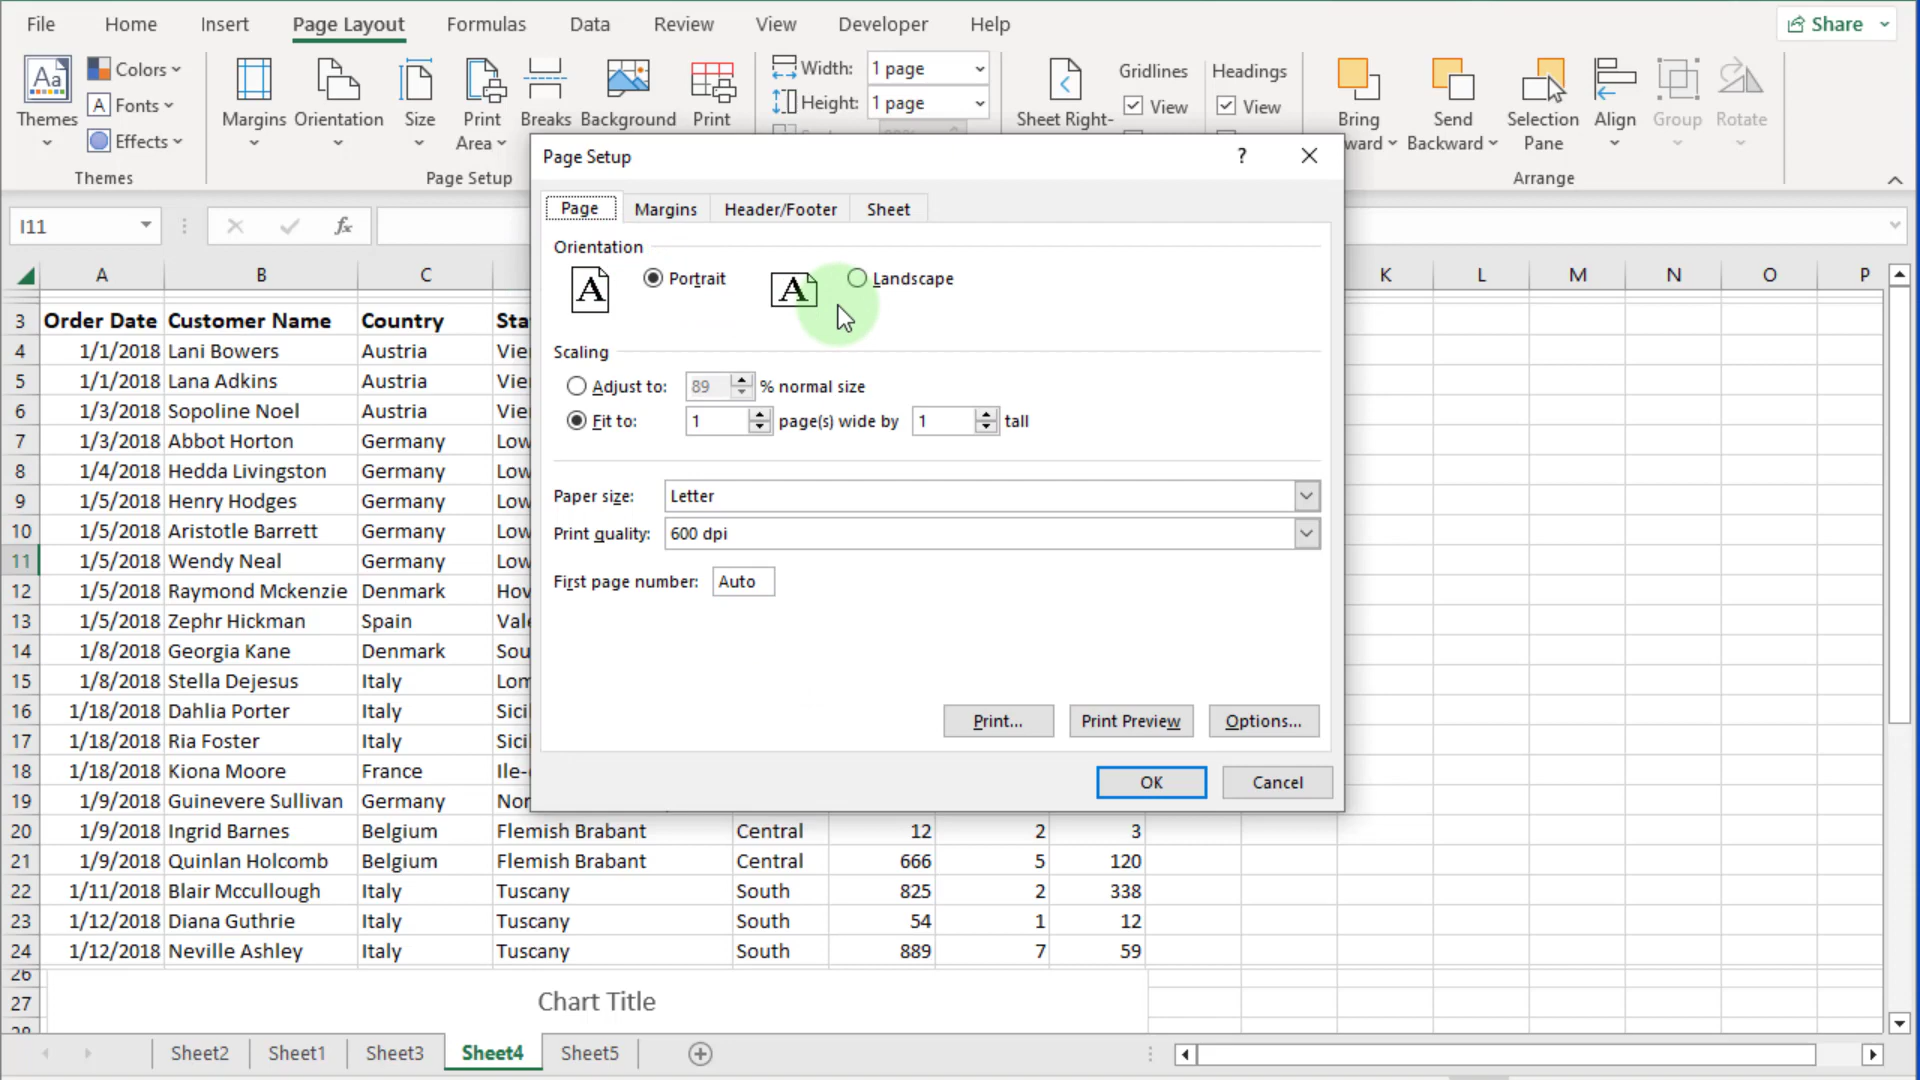 File Home Insert Page Layout Formulas Data Review View Developer Help Share
Themes Colors Fonts Effects Margins Orientation Size Print Area Breaks Background Print Width: 1 page Height: 1 page Sheet Right- Gridlines View Headings View Bring ward Send Backward Selection Pane Align Group Rotate
Themes Page Setup Arrange
I11 fx
Page Setup ? 
Page Margins Header/Footer Sheet
Orientation
A Portrait A Landscape
Scaling
Adjust to: 89 % normal size
Fit to: 1 page(s) wide by 1 tall
Paper size: Letter
Print quality: 600 dpi
First page number: Auto
Print... Print Preview Options...
OK Cancel
A B C K L M N O P
3 Order Date Customer Name Country Sta
4 1/1/2018 Lani Bowers Austria Vie
5 1/1/2018 Lana Adkins Austria Vie
6 1/3/2018 Sopoline Noel Austria Vie
7 1/3/2018 Abbot Horton Germany Low
8 1/4/2018 Hedda Livingston Germany Low
9 1/5/2018 Henry Hodges Germany Low
10 1/5/2018 Aristotle Barrett Germany Low
11 1/5/2018 Wendy Neal Germany Low
12 1/5/2018 Raymond Mckenzie Denmark Hov
13 1/5/2018 Zephr Hickman Spain Vale
14 1/8/2018 Georgia Kane Denmark Sou
15 1/8/2018 Stella Dejesus Italy Lom
16 1/18/2018 Dahlia Porter Italy Sici
17 1/18/2018 Ria Foster Italy Sici
18 1/18/2018 Kiona Moore France Ile-
19 1/9/2018 Guinevere Sullivan Germany Nor
20 1/9/2018 Ingrid Barnes Belgium Flemish Brabant Central 12 2 3
21 1/9/2018 Quinlan Holcomb Belgium Flemish Brabant Central 666 5 120
22 1/11/2018 Blair Mccullough Italy Tuscany South 825 2 338
23 1/12/2018 Diana Guthrie Italy Tuscany South 54 1 12
24 1/12/2018 Neville Ashley Italy Tuscany South 889 7 59
26
27 Chart Title
28
Sheet2 Sheet1 Sheet3 Sheet4 Sheet5